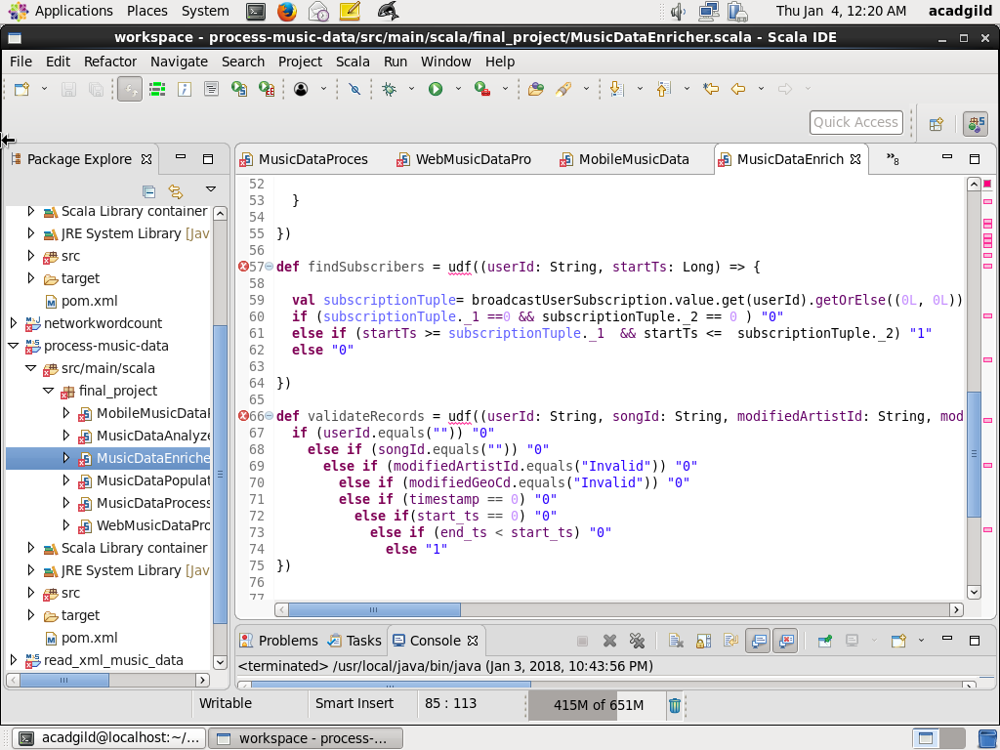 Applications Places System Thu Jan 4, 12:20 AM acadgild
workspace - process-music-data/src/main/scala/final_project/MusicDataEnricher.scala - Scala IDE
File Edit Refactor Navigate Search Project Scala Run Window Help
Quick Access
Package Explore
MusicDataProces WebMusicDataPro MobileMusicData MusicDataEnrich »8
Scala Library container
JRE System Library [Jav
src
target
pom.xml
networkwordcount
process-music-data
src/main/scala
final_project
MobileMusicDataP
MusicDataAnalyze
MusicDataEnriche
MusicDataPopulat
MusicDataProcess
WebMusicDataPro
Scala Library container
JRE System Library [Jav
src
target
pom.xml
read_xml_music_data
52
53 }
54
55 })
56
57 def findSubscribers = udf((userId: String, startTs: Long) => {
58
59 val subscriptionTuple= broadcastUserSubscription.value.get(userId).getOrElse((0L, 0L))
60 if (subscriptionTuple._1 ==0 && subscriptionTuple._2 == 0 ) "0"
61 else if (startTs >= subscriptionTuple._1 && startTs <= subscriptionTuple._2) "1"
62 else "0"
63
64 })
65
66 def validateRecords = udf((userId: String, songId: String, modifiedArtistId: String, mod
67 if (userId.equals("")) "0"
68 else if (songId.equals("")) "0"
69 else if (modifiedArtistId.equals("Invalid")) "0"
70 else if (modifiedGeoCd.equals("Invalid")) "0"
71 else if (timestamp == 0) "0"
72 else if(start_ts == 0) "0"
73 else if (end_ts < start_ts) "0"
74 else "1"
75 })
76
77
Problems Tasks Console
<terminated> /usr/local/java/bin/java (Jan 3, 2018, 10:43:56 PM)
Writable Smart Insert 85 : 113 415M of 651M
acadgild@localhost:~/... workspace - process-...